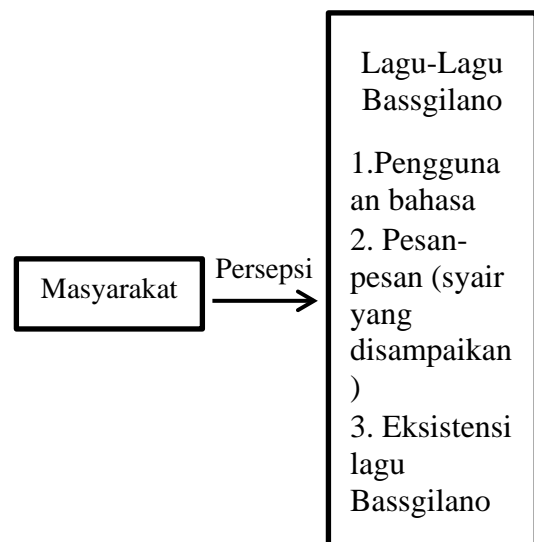 Masyarakat
Persepsi
Lagu-Lagu
Bassgilano
1.Pengguna
an bahasa
2. Pesan-
pesan (syair
yang
disampaikan
)
3. Eksistensi
lagu
Bassgilano